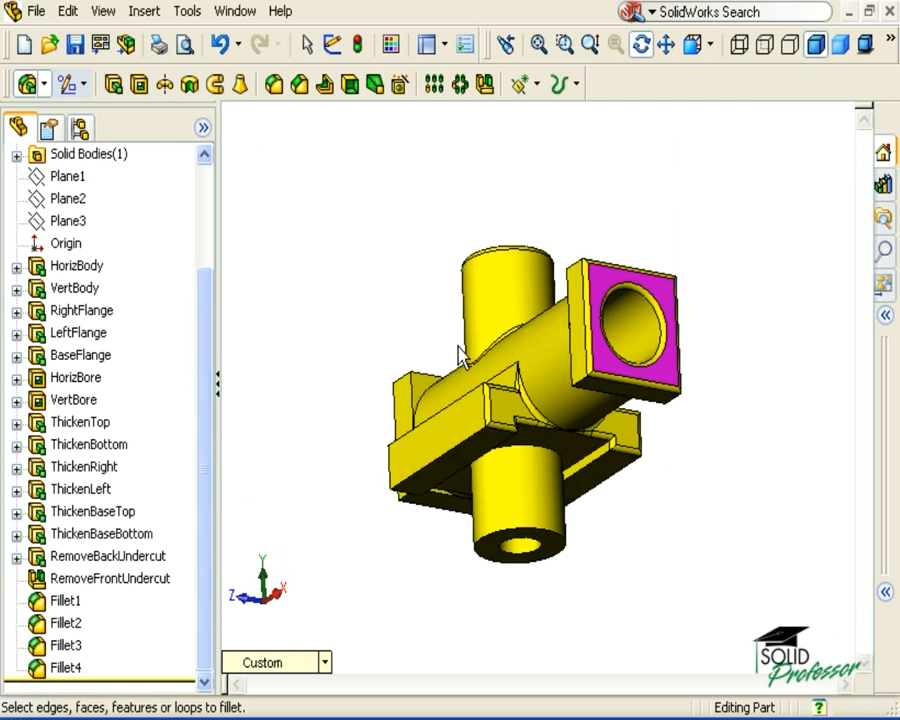 File Edit View Insert Tools Window Help
SolidWorks Search
Solid Bodies(1)
Plane1
Plane2
Plane3
Origin
HorizBody
VertBody
RightFlange
LeftFlange
BaseFlange
HorizBore
VertBore
ThickenTop
ThickenBottom
ThickenRight
ThickenLeft
ThickenBaseTop
ThickenBaseBottom
RemoveBackUndercut
RemoveFrontUndercut
Fillet1
Fillet2
Fillet3
Fillet4
Y
Z
X
Custom
SOLID
Professor
Select edges, faces, features or loops to fillet.
Editing Part